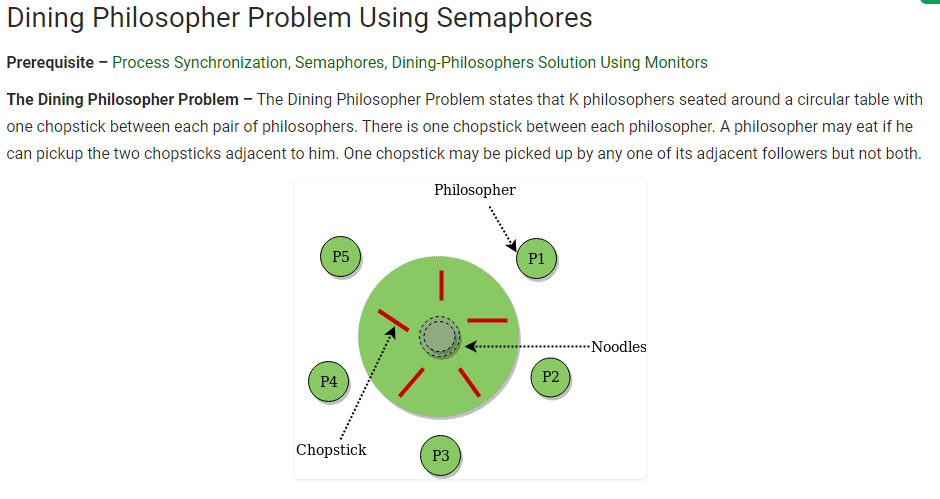 Dining Philosopher Problem Using Semaphores
Prerequisite – Process Synchronization, Semaphores, Dining-Philosophers Solution Using Monitors
The Dining Philosopher Problem – The Dining Philosopher Problem states that K philosophers seated around a circular table with
one chopstick between each pair of philosophers. There is one chopstick between each philosopher. A philosopher may eat if he
can pickup the two chopsticks adjacent to him. One chopstick may be picked up by any one of its adjacent followers but not both.
Philosopher
P5
P1
Noodles
P4
P2
Chopstick
P3